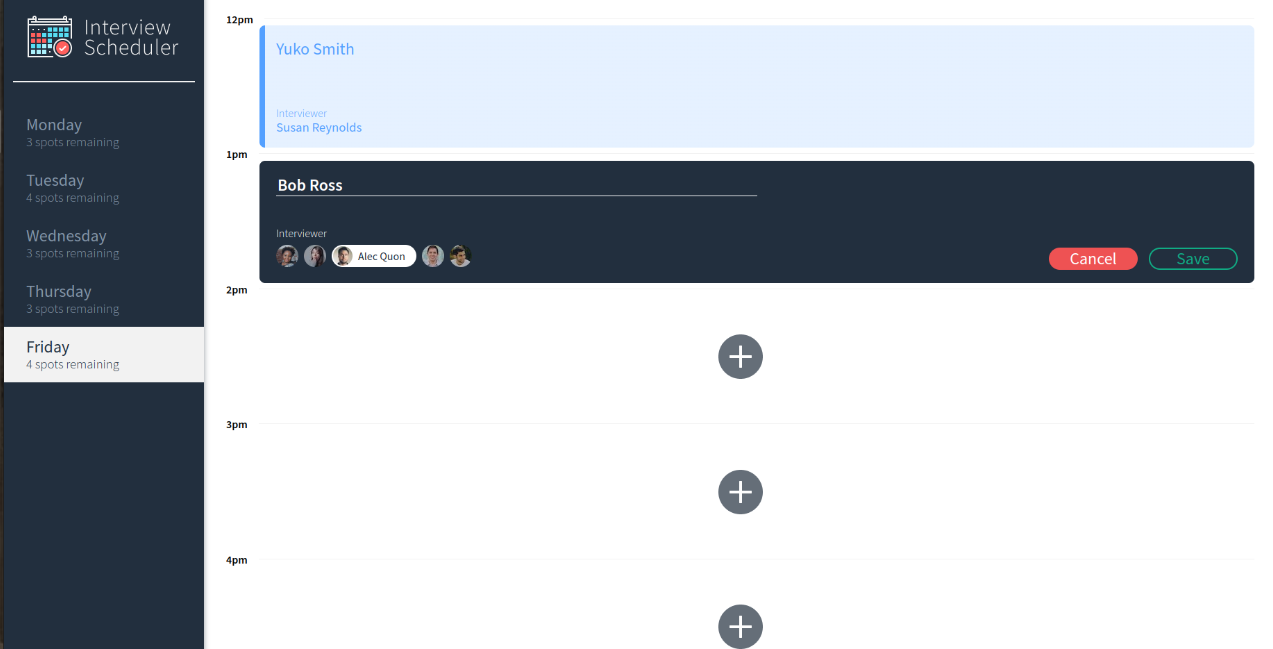 Interview
Scheduler
Monday
3 spots remaining
Tuesday
4 spots remaining
Wednesday
3 spots remaining
Thursday
3 spots remaining
Friday
4 spots remaining
12pm
Yuko Smith
Interviewer
Susan Reynolds
1pm
Bob Ross
Interviewer
Alec Quon
Cancel
Save
2pm
3pm
4pm